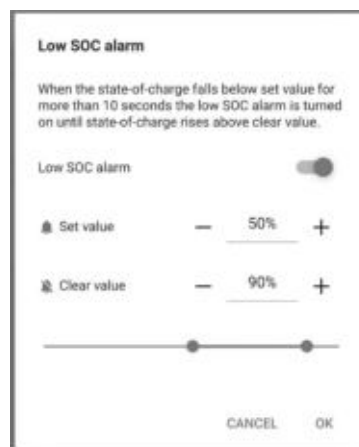 Low SOC alarm
When the state-of-charge falls below set value for
more than 10 seconds the low SOC alarm is turned
on until state-of-charge rises above clear value.
Low SOC alarm
Set value — 50% +
Clear value — 90% +
CANCEL OK